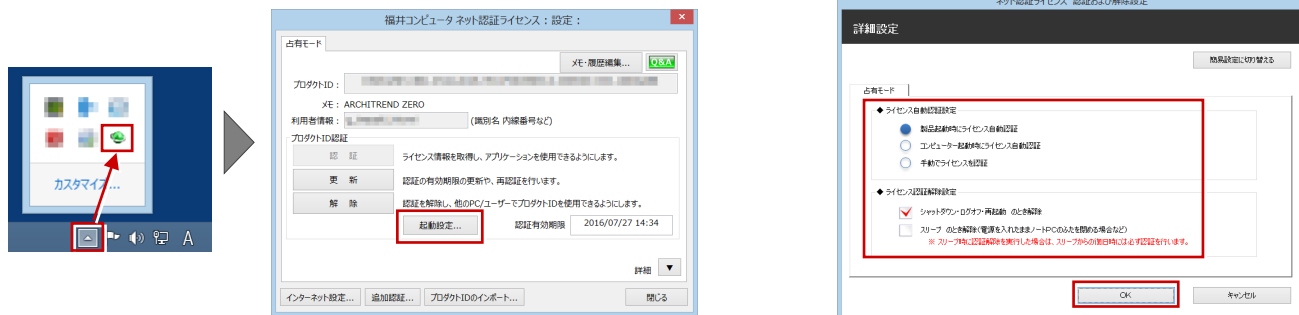 カスタマイズ...
A
福井コンピュータ ネット認証ライセンス：設定：
占有モード
メモ・履歴編集...
Q&A
プロダクトID：
メモ： ARCHITREND ZERO
利用者情報：
(識別名 内線番号など)
プロダクトID認証
認 証
ライセンス情報を取得し、アプリケーションを使用できるようにします。
更 新
認証の有効期限の更新や、再認証を行います。
解 除
認証を解除し、他のPC/ユーザーでプロダクトIDを使用できるようにします。
起動設定...
認証有効期限
2016/07/27 14:34
詳細
インターネット設定...
追加認証...
プロダクトIDのインポート...
閉じる
ネット認証ライセンス 認証および解除設定
詳細設定
簡易設定に切り替える
占有モード
◆ ライセンス自動認証設定
製品起動時にライセンス自動認証
コンピューター起動時にライセンス自動認証
手動でライセンスを認証
◆ ライセンス認証解除設定
シャットダウン・ログオフ・再起動 のとき解除
スリープ のとき解除(電源を入れたままノートPCのふたを閉める場合など)
※ スリープ時に認証解除を実行した場合は、スリープからの復旧時には必ず認証を行います。
OK
キャンセル